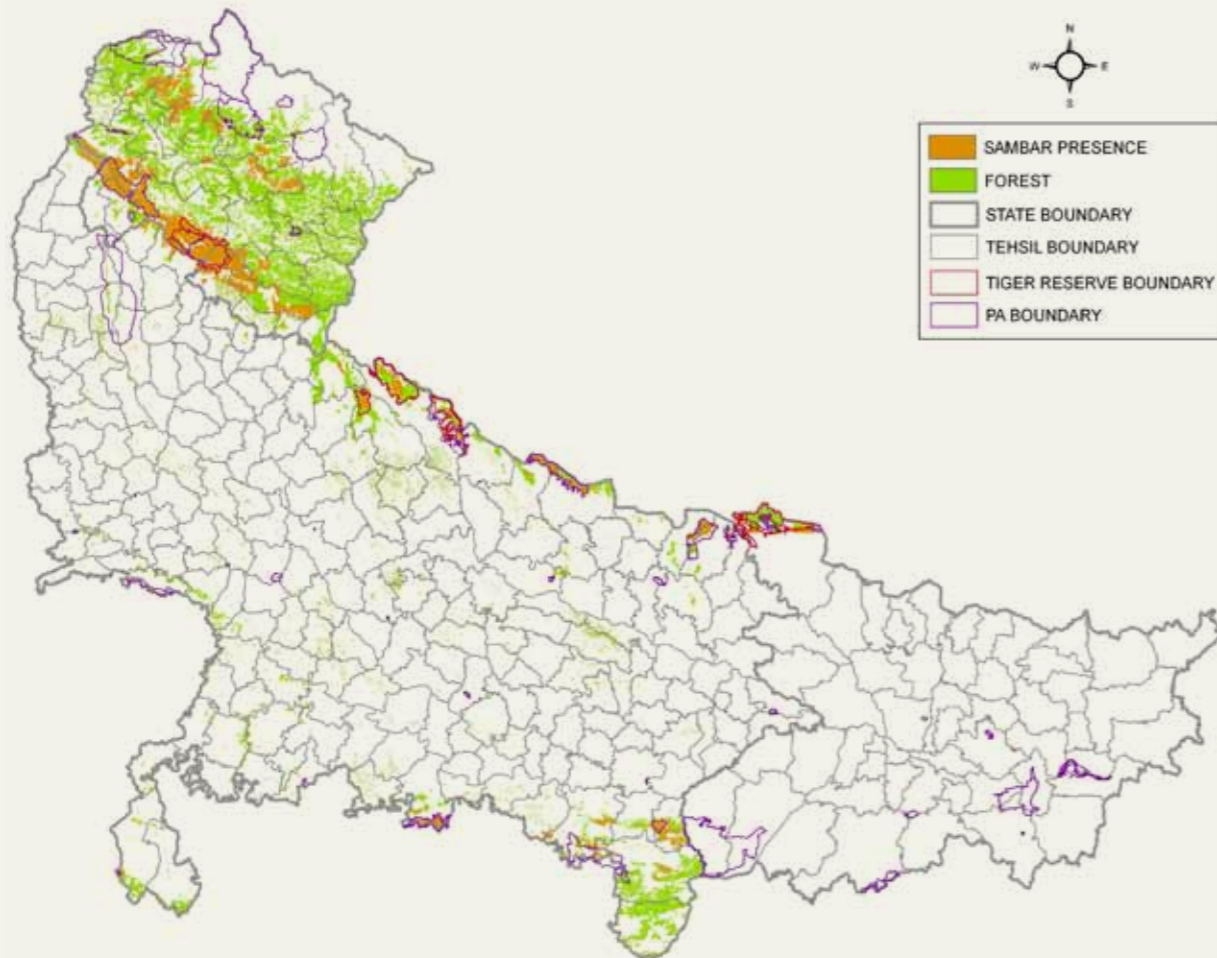 N
W E
S
SAMBAR PRESENCE
FOREST
STATE BOUNDARY
TEHSIL BOUNDARY
TIGER RESERVE BOUNDARY
PA BOUNDARY